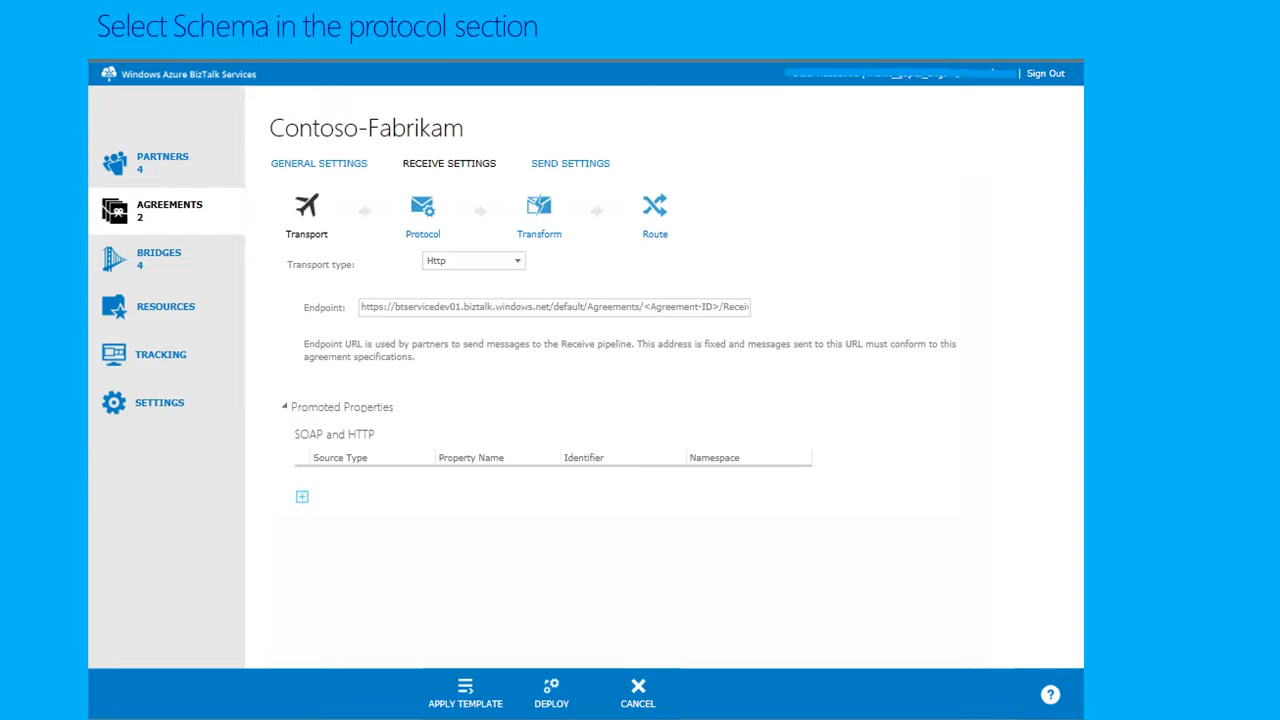 Select Schema in the protocol section
Windows Azure BizTalk Services
| Sign Out
Contoso-Fabrikam
GENERAL SETTINGS RECEIVE SETTINGS SEND SETTINGS
PARTNERS
4
AGREEMENTS
2
BRIDGES
4
RESOURCES
TRACKING
SETTINGS
Transport Protocol Transform Route
Transport type: Http
Endpoint: https://btservicedev01.biztalk.windows.net/default/Agreements/<Agreement-ID>/Recei
Endpoint URL is used by partners to send messages to the Receive pipeline. This address is fixed and messages sent to this URL must conform to this
agreement specifications.
Promoted Properties
SOAP and HTTP
Source Type Property Name Identifier Namespace
APPLY TEMPLATE DEPLOY CANCEL
?